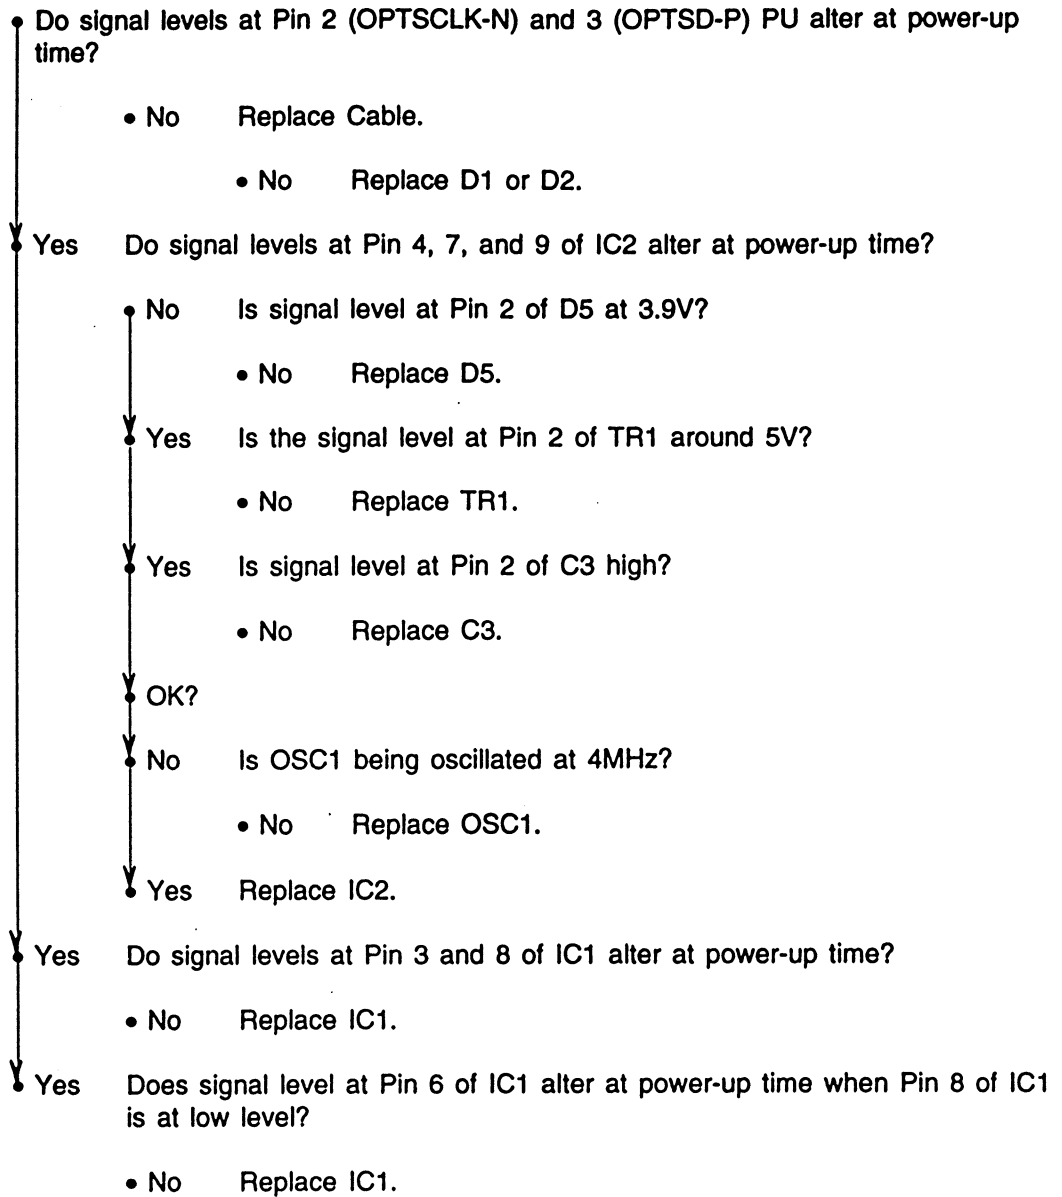 Do signal levels at Pin 2 (OPTSCLK-N) and 3 (OPTSD-P) PU alter at power-up
time?
• No Replace Cable.
• No Replace D1 or D2.
Yes Do signal levels at Pin 4, 7, and 9 of IC2 alter at power-up time?
No Is signal level at Pin 2 of D5 at 3.9V?
• No Replace D5.
Yes Is the signal level at Pin 2 of TR1 around 5V?
• No Replace TR1.
Yes Is signal level at Pin 2 of C3 high?
• No Replace C3.
OK?
No Is OSC1 being oscillated at 4MHz?
• No Replace OSC1.
Yes Replace IC2.
Yes Do signal levels at Pin 3 and 8 of IC1 alter at power-up time?
• No Replace IC1.
Yes Does signal level at Pin 6 of IC1 alter at power-up time when Pin 8 of IC1
is at low level?
• No Replace IC1.